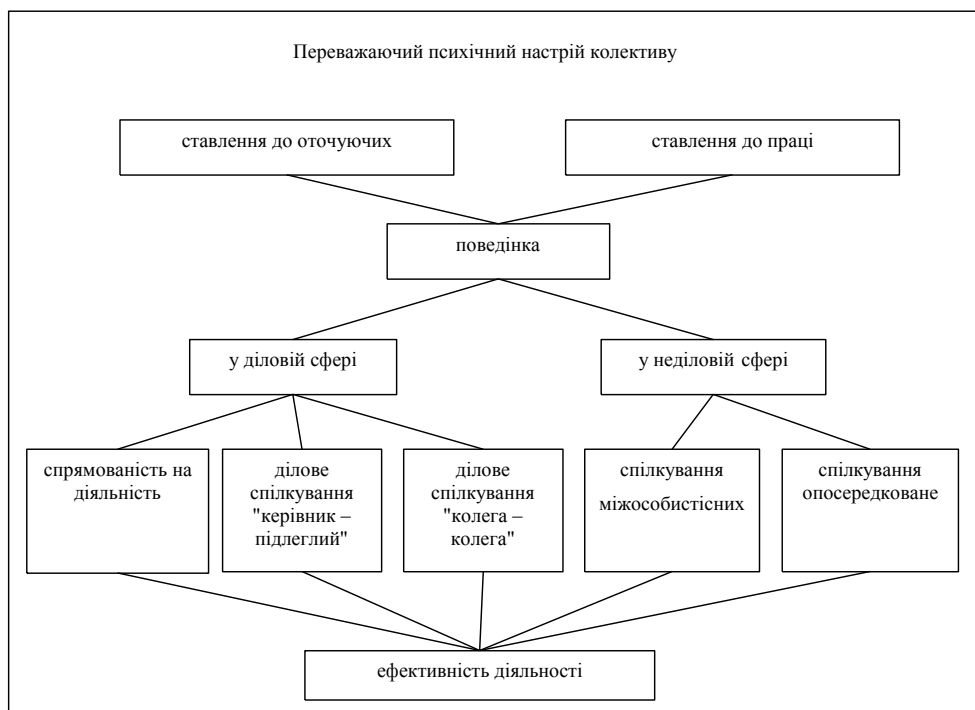 Переважаючий психічний настрій колективу
ставлення до оточуючих
ставлення до праці
поведінка
у діловій сфері
у неділовій сфері
спрямованість на
діяльність
ділове
спілкування
"керівник –
підлеглий"
ділове
спілкування
"колега –
колега"
спілкування
міжособистісних
спілкування
опосередковане
ефективність діяльності